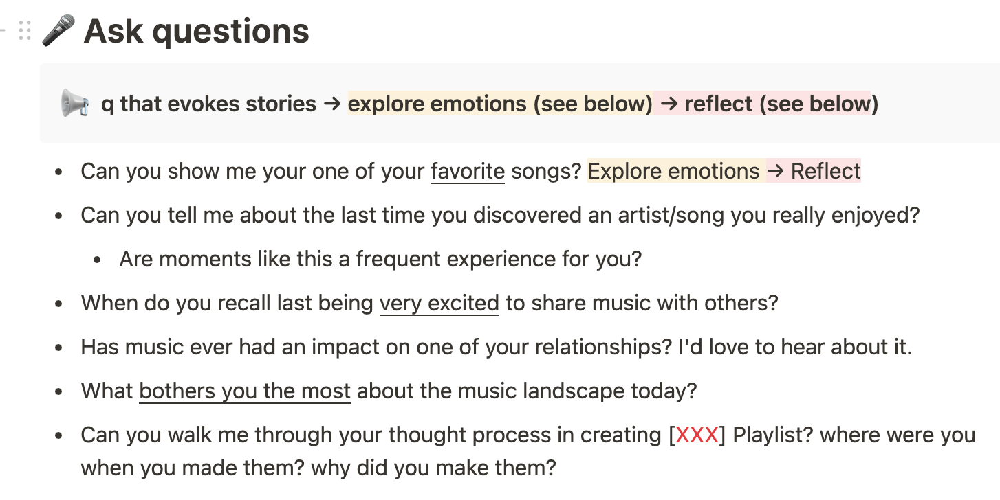 Ask questions
q that evokes stories → explore emotions (see below) → reflect (see below)
• Can you show me your one of your favorite songs? Explore emotions → Reflect
• Can you tell me about the last time you discovered an artist/song you really enjoyed?
• Are moments like this a frequent experience for you?
• When do you recall last being very excited to share music with others?
• Has music ever had an impact on one of your relationships? I'd love to hear about it.
• What bothers you the most about the music landscape today?
• Can you walk me through your thought process in creating [XXX] Playlist? where were you
when you made them? why did you make them?